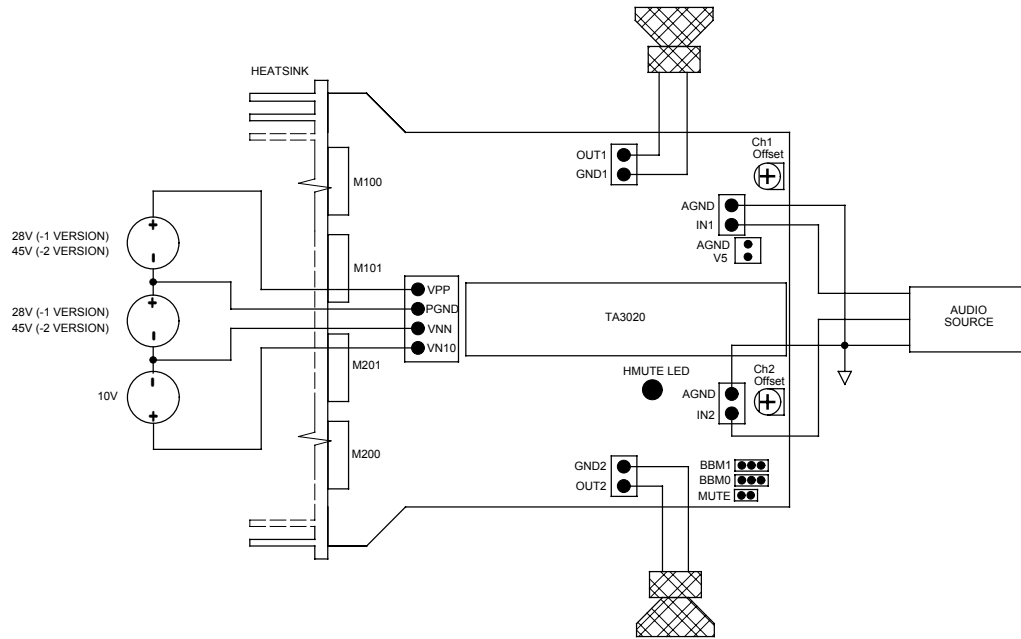 HEATSINK
M100
M101
M201
M200
28V (-1 VERSION)
45V (-2 VERSION)
28V (-1 VERSION)
45V (-2 VERSION)
10V
VPP
PGND
VNN
VN10
TA3020
OUT1
GND1
Ch1
Offset
AGND
IN1
AGND
V5
AUDIO
SOURCE
HMUTE LED
Ch2
Offset
AGND
IN2
GND2
OUT2
BBM1
BBM0
MUTE